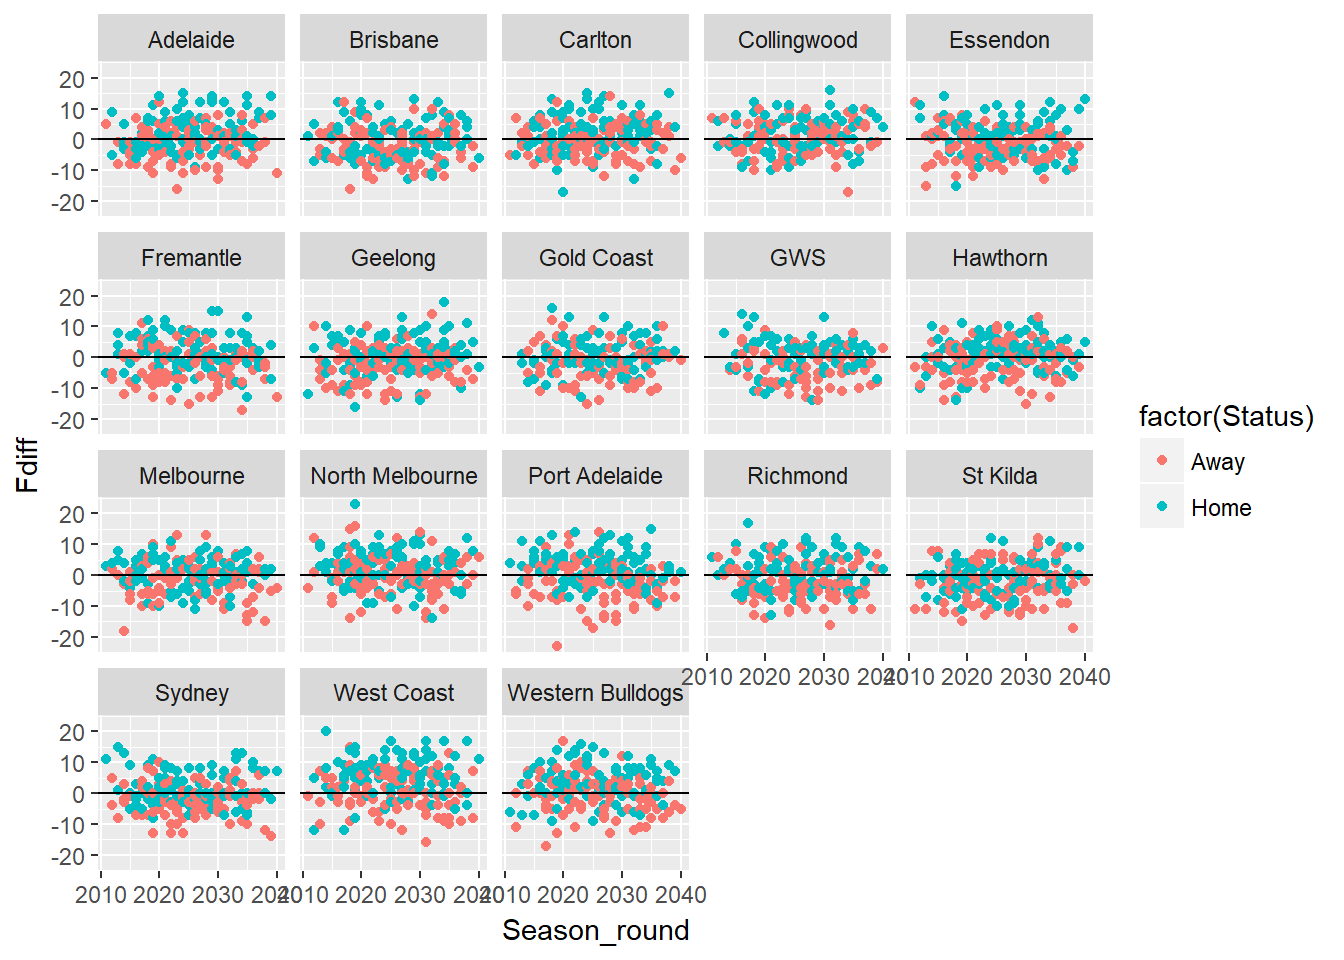 Adelaide Brisbane Carlton Collingwood Essendon
20
10
0
-10
-20
Fremantle Geelong Gold Coast GWS Hawthorn
20
10
0
-10
-20
Melbourne North Melbourne Port Adelaide Richmond St Kilda
20
10
0
-10
-20
2010 2020 2030 2040 2010 2020 2030 2040
Sydney West Coast Western Bulldogs
20
10
0
-10
-20
2010 2020 2030 2040 2010 2020 2030 2040 2010 2020 2030 2040
Season_round
Fdiff
factor(Status)
Away
Home